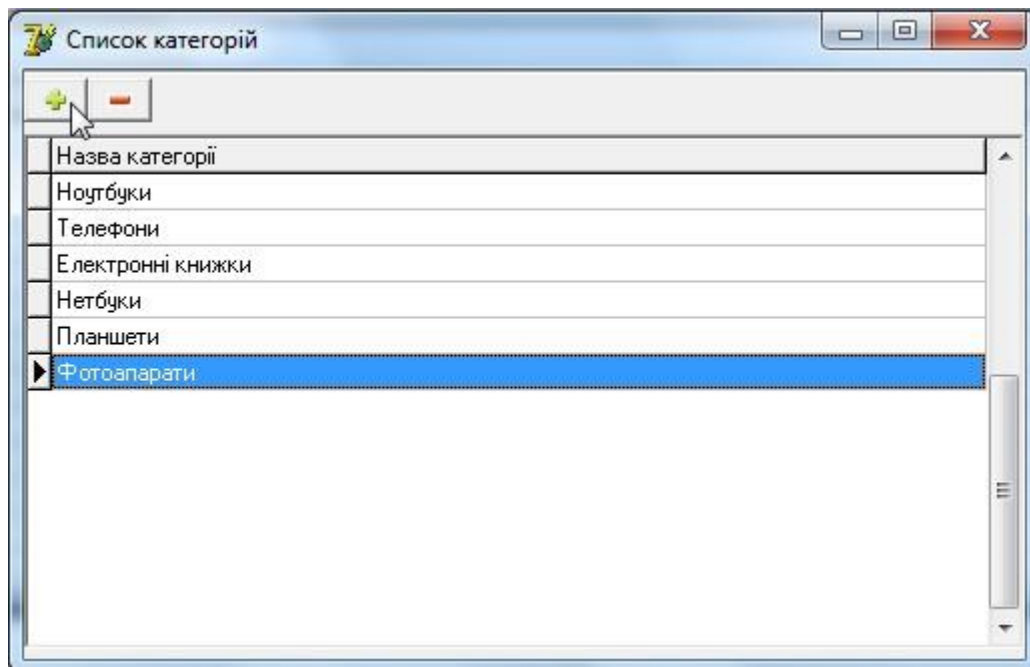 Список категорій
Назва категорії
Ноутбуки
Телефони
Електронні книжки
Нетбуки
Планшети
Фотоапарати